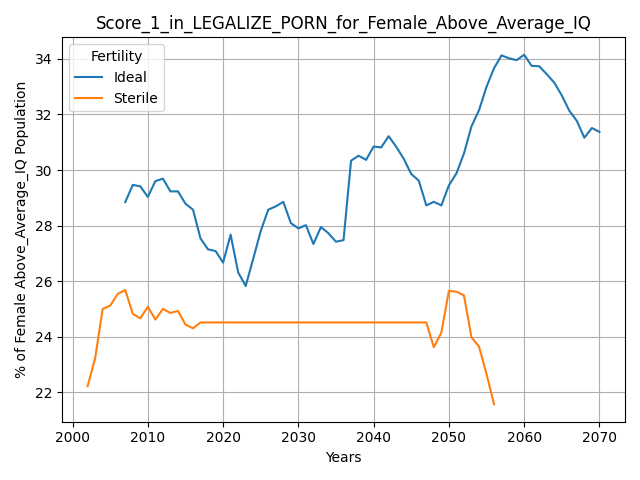 Score_1_in_LEGALIZE_PORN_for_Female_Above_Average_IQ
Fertility
Ideal
Sterile
% of Female Above_Average_IQ Population
34
32
30
28
26
24
22
2000 2010 2020 2030 2040 2050 2060 2070
Years